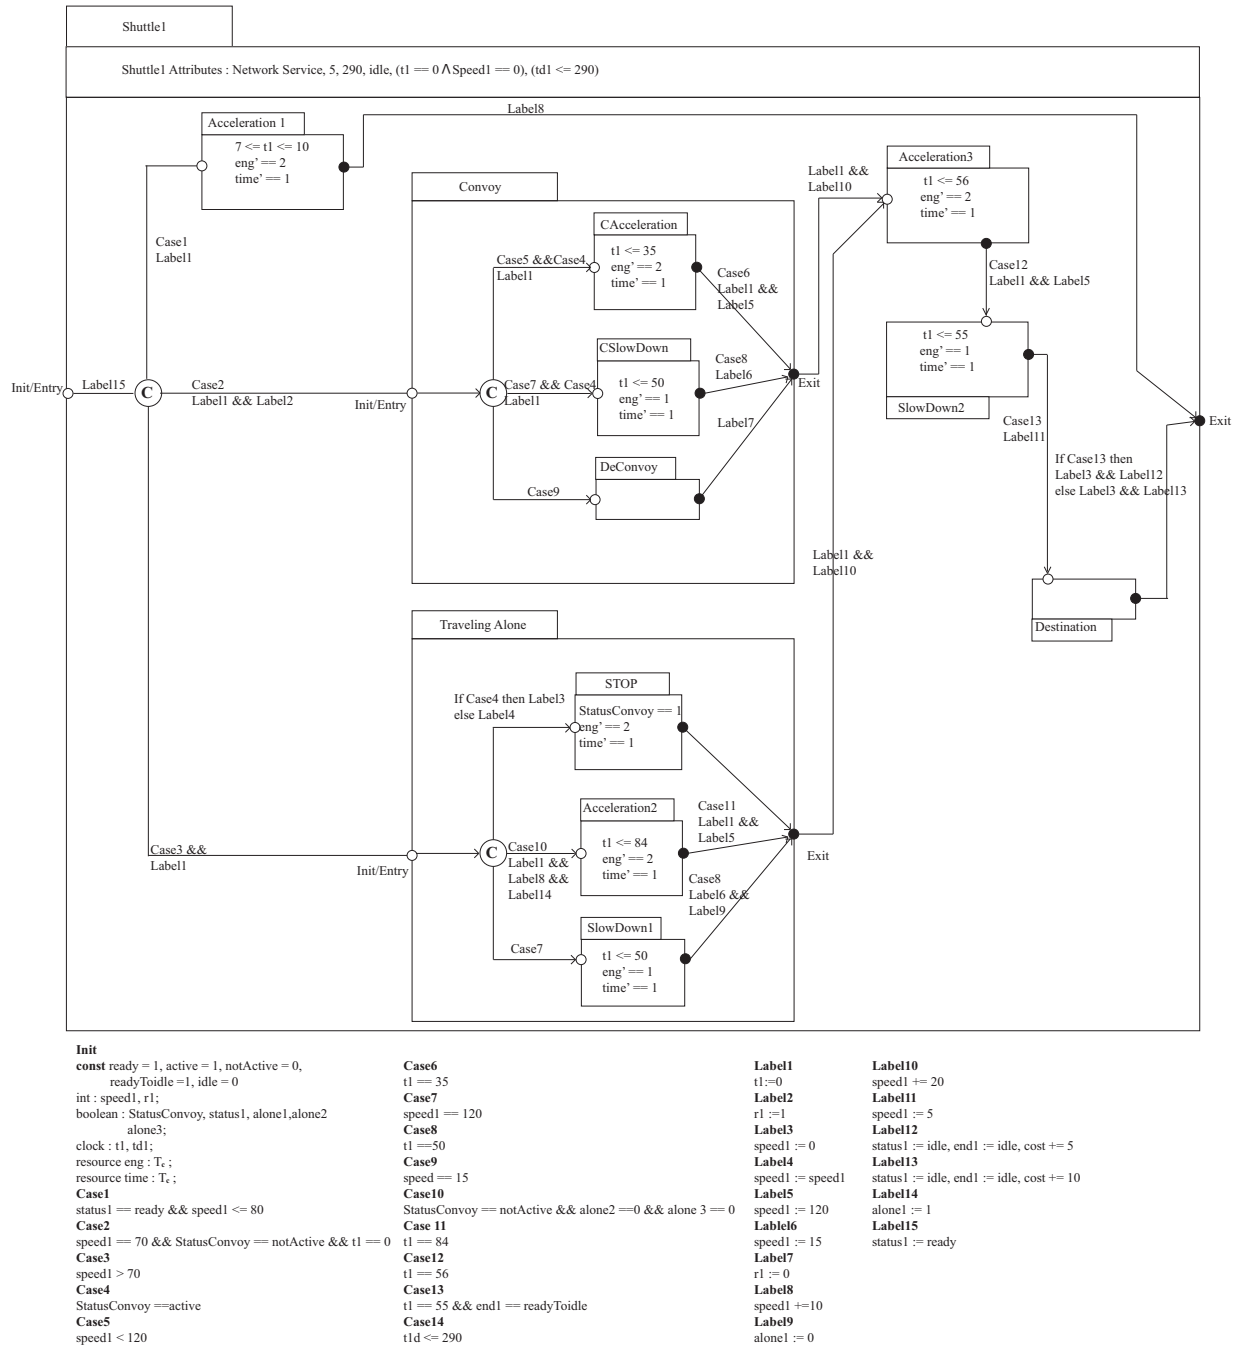 Shuttle1
Shuttle1 Attributes : Network Service, 5, 290, idle, (t1 == 0 Λ Speed1 == 0), (td1 <= 290)
Label8
Acceleration 1
7 <= t1 <= 10
eng’ == 2
time’ == 1
Case1
Label1
Init/Entry
Label15
C
Case2
Label1 && Label2
Case3 &&
Label1
Convoy
Init/Entry
C
Case5 &&Case4
Label1
CAcceleration
t1 <= 35
eng’ == 2
time’ == 1
Case6
Label1 &&
Label5
Case7 && Case4
Label1
CSlowDown
t1 <= 50
eng’ == 1
time’ == 1
Case8
Label6
Case9
DeConvoy
Label7
Exit
Label1 &&
Label10
Acceleration3
t1 <= 56
eng’ == 2
time’ == 1
Case12
Label1 && Label5
t1 <= 55
eng’ == 1
time’ == 1
SlowDown2
Case13
Label11
If Case13 then
Label3 && Label12
else Label3 && Label13
Exit
Destination
Label1 &&
Label10
Traveling Alone
Init/Entry
C
If Case4 then Label3
else Label4
STOP
StatusConvoy == 1
eng’ == 2
time’ == 1
Case10
Label1 &&
Label8 &&
Label14
Acceleration2
t1 <= 84
eng’ == 2
time’ == 1
Case11
Label1 &&
Label5
Case7
SlowDown1
t1 <= 50
eng’ == 1
time’ == 1
Case8
Label6 &&
Label9
Exit
Init
const ready = 1, active = 1, notActive = 0,
readyToidle =1, idle = 0
int : speed1, r1;
boolean : StatusConvoy, status1, alone1,alone2
alone3;
clock : t1, td1;
resource eng : Tc ;
resource time : Tc ;
Case1
status1 == ready && speed1 <= 80
Case2
speed1 == 70 && StatusConvoy == notActive && t1 == 0
Case3
speed1 > 70
Case4
StatusConvoy ==active
Case5
speed1 < 120
Case6
t1 == 35
Case7
speed1 == 120
Case8
t1 ==50
Case9
speed == 15
Case10
StatusConvoy == notActive && alone2 ==0 && alone 3 == 0
Case 11
t1 == 84
Case12
t1 == 56
Case13
t1 == 55 && end1 == readyToidle
Case14
t1d <= 290
Label1
t1:=0
Label2
r1 :=1
Label3
speed1 := 0
Label4
speed1 := speed1
Label5
speed1 := 120
Lablel6
speed1 := 15
Label7
r1 := 0
Label8
speed1 +=10
Label9
alone1 := 0
Label10
speed1 += 20
Label11
speed1 := 5
Label12
status1 := idle, end1 := idle, cost += 5
Label13
status1 := idle, end1 := idle, cost += 10
Label14
alone1 := 1
Label15
status1 := ready